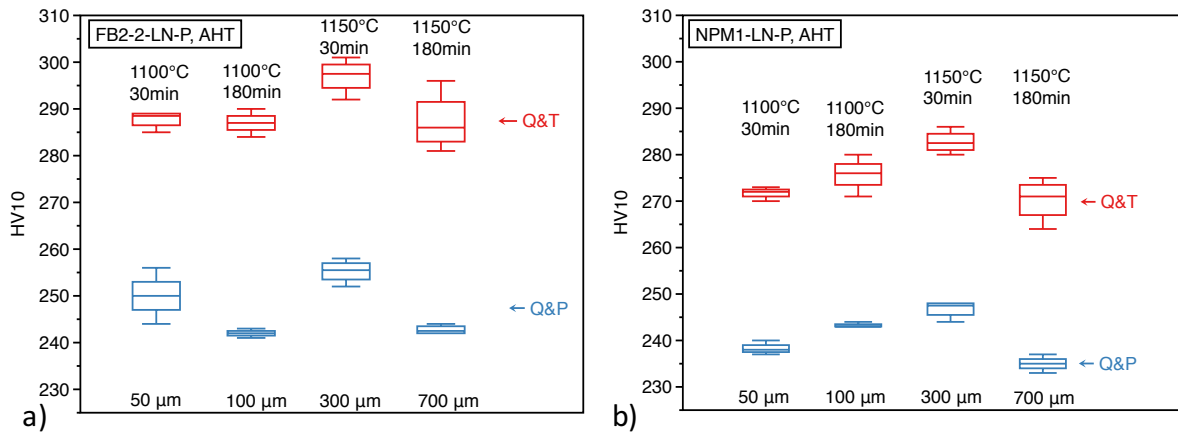 FB2-2-LN-P, AHT
1100°C
30min
1100°C
180min
1150°C
30min
1150°C
180min
HV10
310
300
290
280
270
260
250
240
230
← Q&T
← Q&P
50 µm
100 µm
300 µm
700 µm
a)
NPM1-LN-P, AHT
1100°C
30min
1100°C
180min
1150°C
30min
1150°C
180min
HV10
310
300
290
280
270
260
250
240
230
← Q&T
← Q&P
50 µm
100 µm
300 µm
700 µm
b)